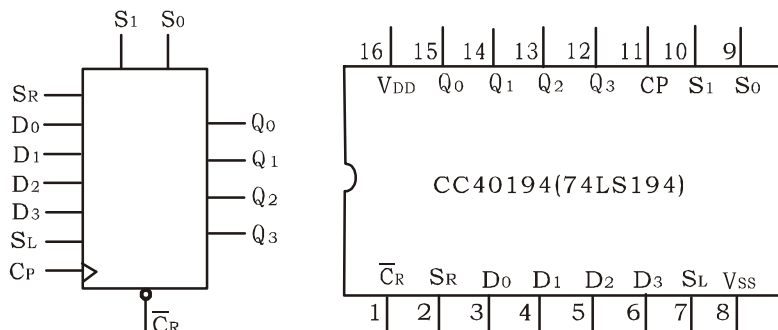 S1 S0
SR
D0
D1
D2
D3
SL
CP
Q0
Q1
Q2
Q3
C̅R
16 15 14 13 12 11 10 9
VDD Q0 Q1 Q2 Q3 CP S1 S0
CC40194(74LS194)
C̅R SR D0 D1 D2 D3 SL VSS
1 2 3 4 5 6 7 8